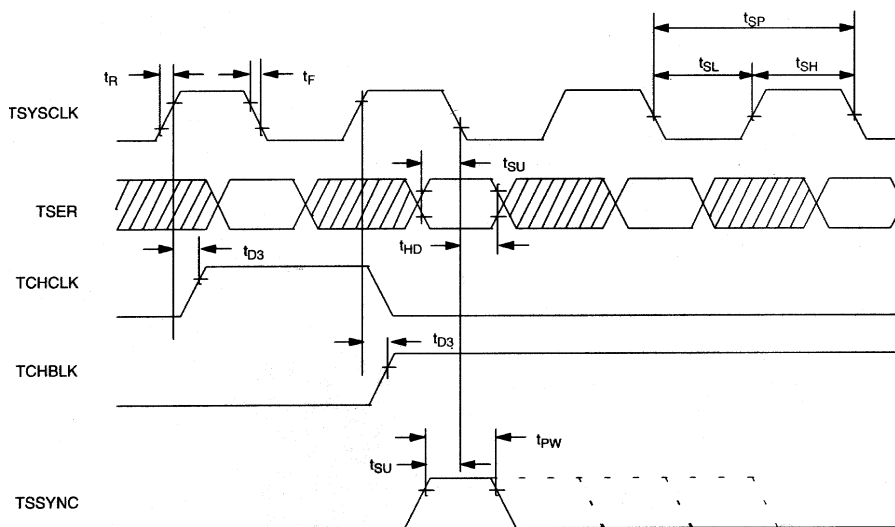 tSP
tR
tF
tSL
tSH
TSYSCLK
tSU
TSER
tHD
tD3
TCHCLK
tD3
TCHBLK
tPW
tSU
TSSYNC